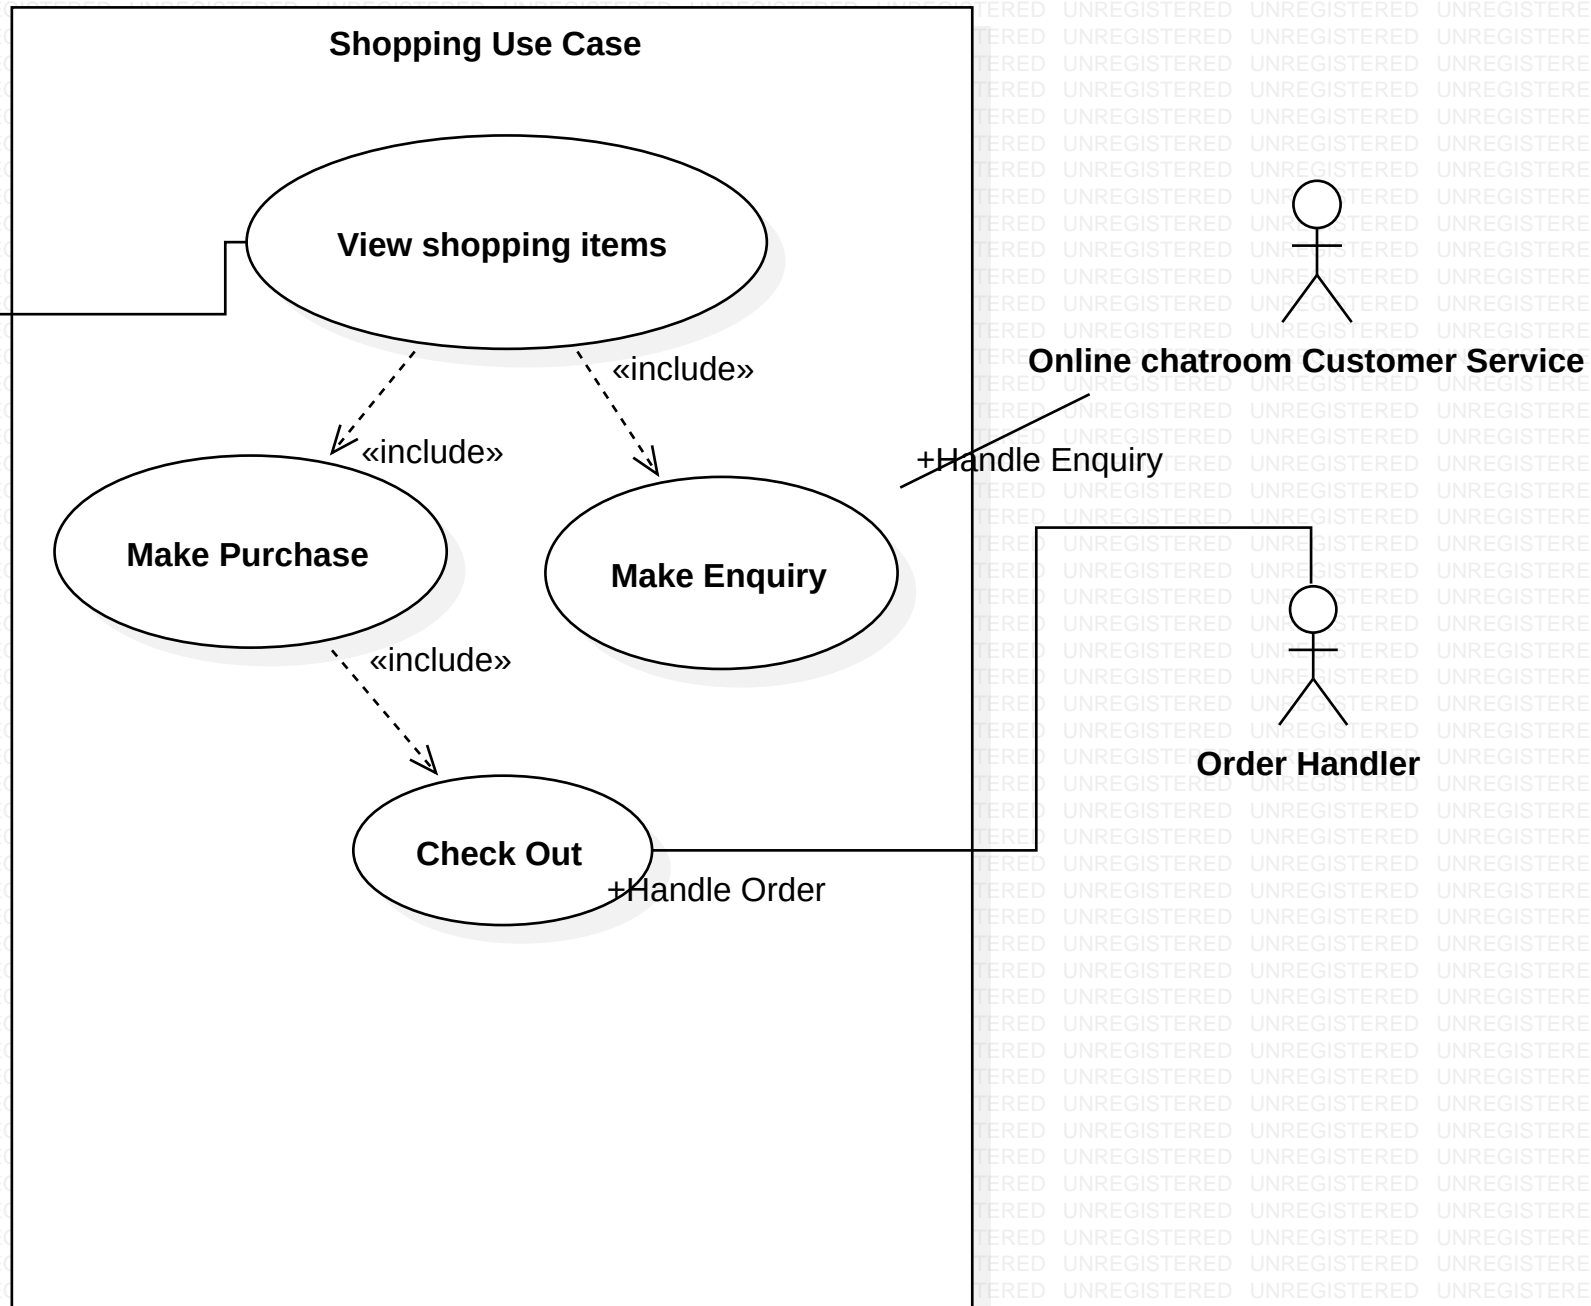 Shopping Use Case
View shopping items
«include»
Online chatroom Customer Service
«include»
+Handle Enquiry
Make Purchase
Make Enquiry
«include»
Order Handler
Check Out
+Handle Order